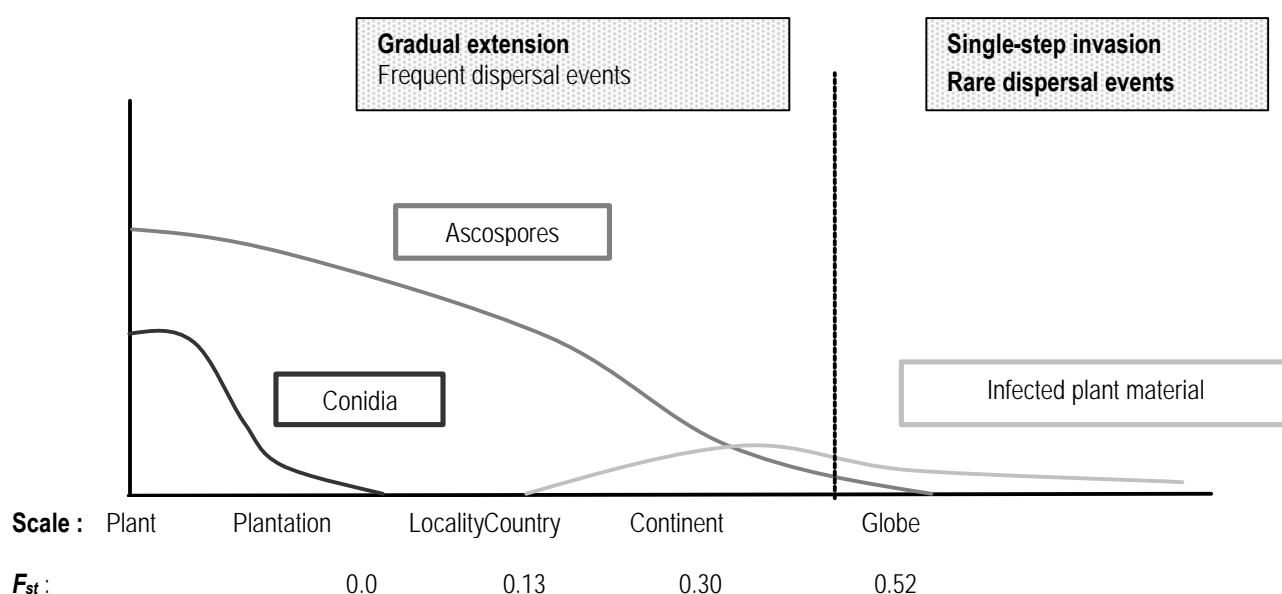 Gradual extension
Frequent dispersal events
Single-step invasion
Rare dispersal events
Ascospores
Conidia
Infected plant material
Scale : Plant Plantation LocalityCountry Continent Globe
Fst : 0.0 0.13 0.30 0.52